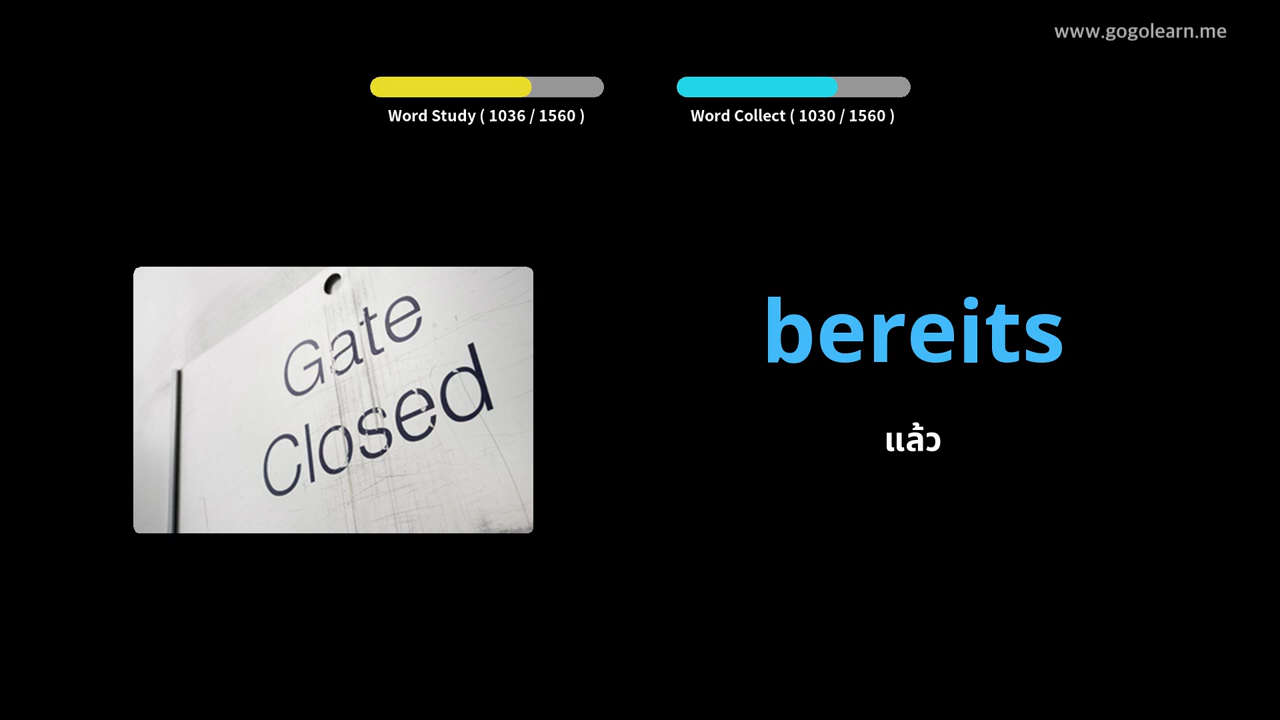 www.gogolearn.me
Word Study ( 1036 / 1560 )
Word Collect ( 1030 / 1560 )
Gate
Closed
bereits
แล้ว